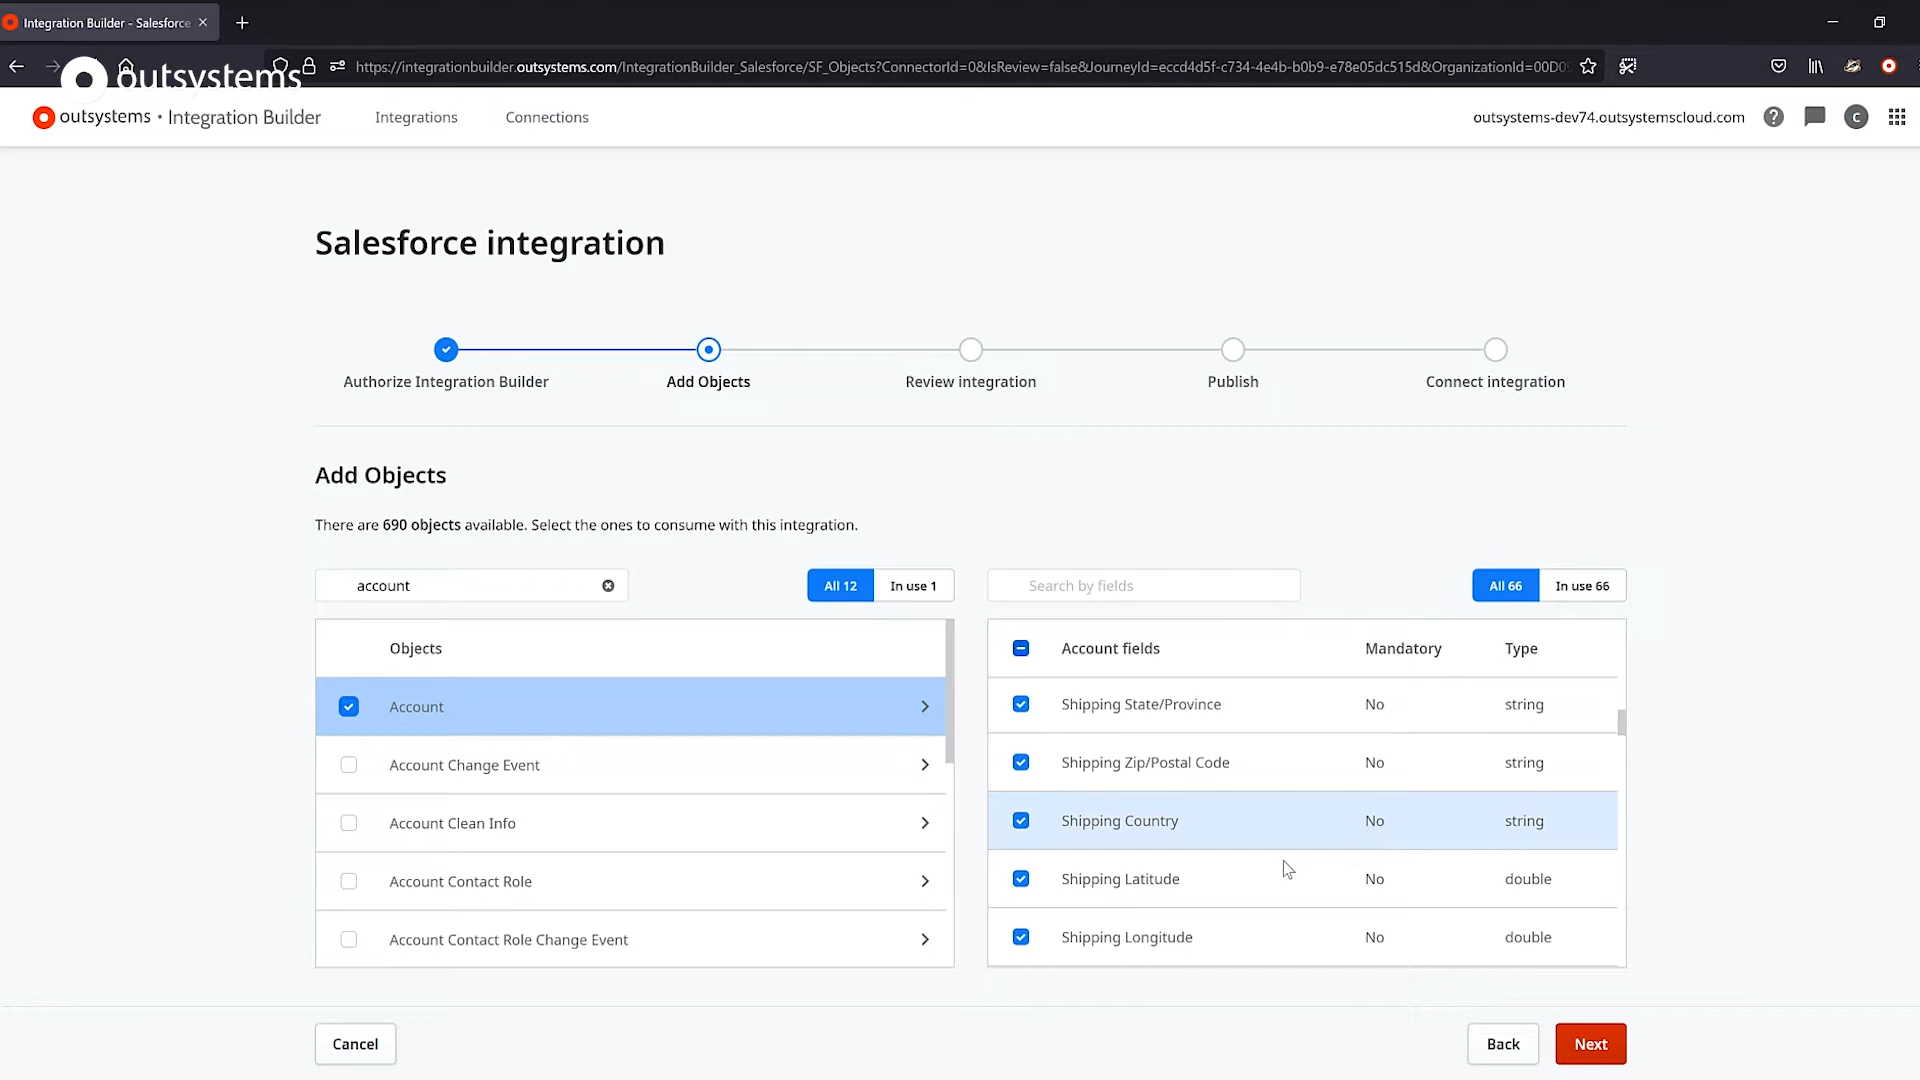 Integration Builder - Salesforce
outsystems
https://integrationbuilder.outsystems.com/IntegrationBuilder_Salesforce/SF_Objects?ConnectorId=0&IsReview=false&JourneyId=eccd4d5f-c734-4e4b-b0b9-e78e05dc515d&OrganizationId=00D0
outsystems · Integration Builder Integrations Connections outsystems-dev74.outsystemscloud.com C
Salesforce integration
Authorize Integration Builder Add Objects Review integration Publish Connect integration
Add Objects
There are 690 objects available. Select the ones to consume with this integration.
account All 12 In use 1 Search by fields All 66 In use 66
Objects Account fields Mandatory Type
Account Shipping State/Province No string
Account Change Event Shipping Zip/Postal Code No string
Account Clean Info Shipping Country No string
Account Contact Role Shipping Latitude No double
Account Contact Role Change Event Shipping Longitude No double
Cancel Back Next